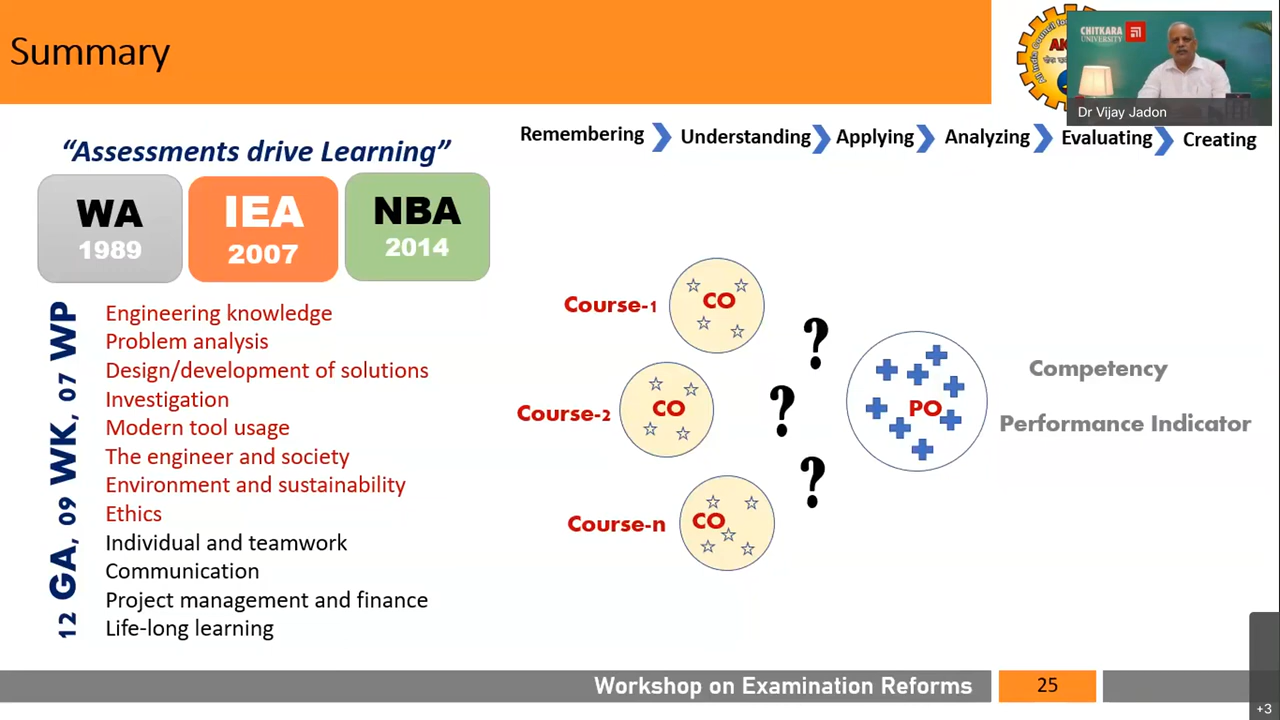 Summary
CHITKARA
UNIVERSITY
Dr Vijay Jadon
"Assessments drive Learning"
Remembering
Understanding
Applying
Analyzing
Evaluating
Creating
WA
1989
IEA
2007
NBA
2014
12 GA, 09 WK, 07 WP
Engineering knowledge
Problem analysis
Design/development of solutions
Investigation
Modern tool usage
The engineer and society
Environment and sustainability
Ethics
Individual and teamwork
Communication
Project management and finance
Life-long learning
Course-1
CO
?
Course-2
CO
?
Course-n
CO
?
PO
Competency
Performance Indicator
Workshop on Examination Reforms
25
+3